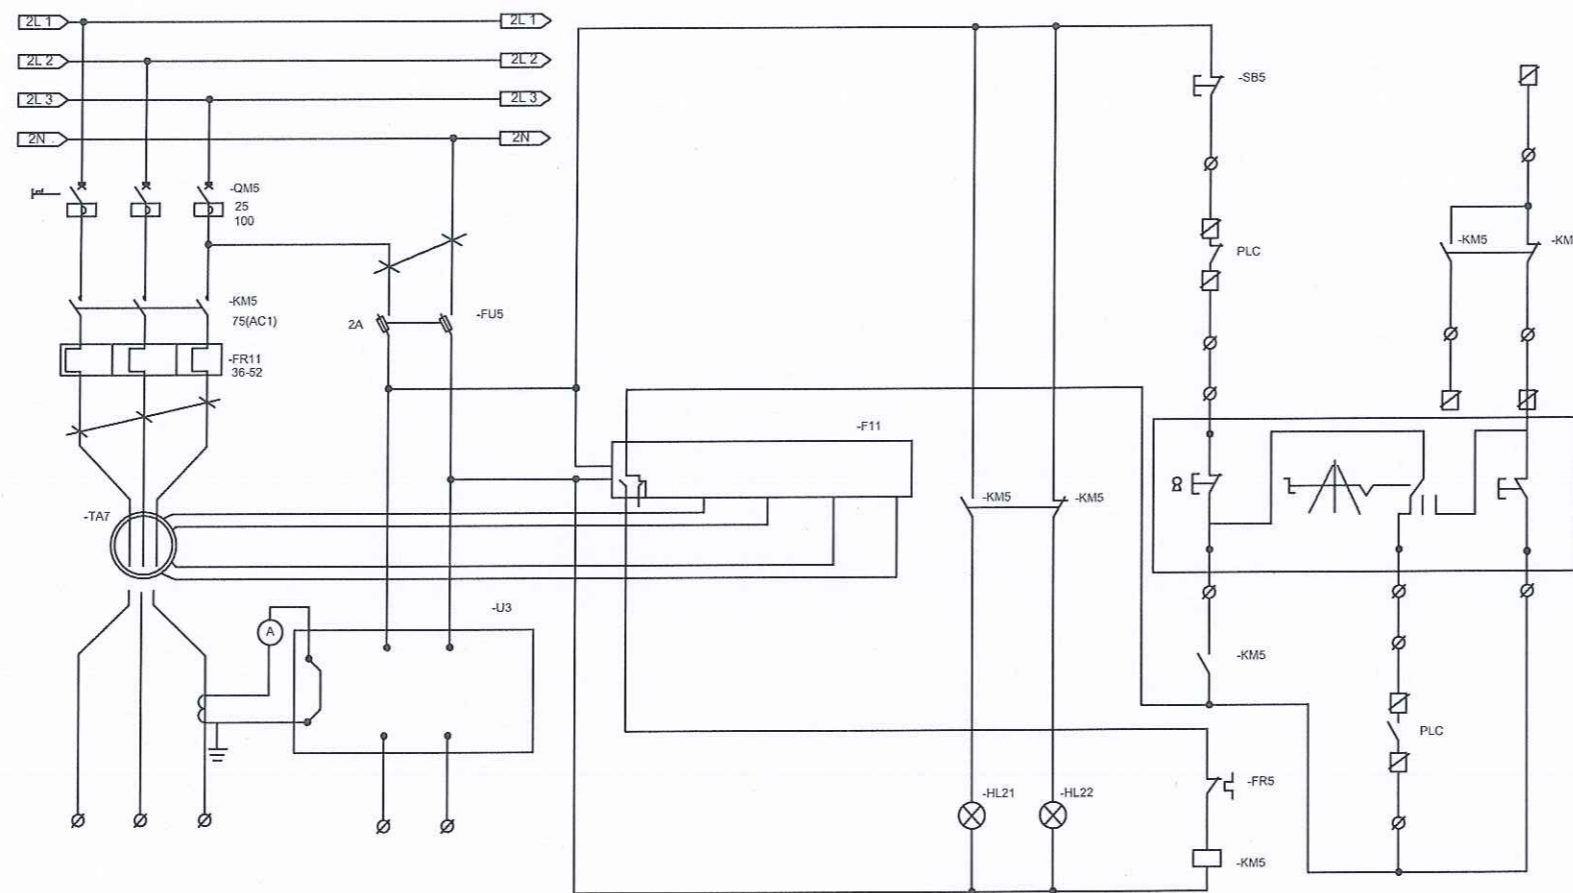 2L 1 2L 1
2L 2 2L 2
2L 3 2L 3
2N 2N
-SB5
-QM5
25
100
PLC
-KM5 -KM
-KM5
75(AC1)
2A -FU5
-FR11
36-52
-F11
-KM5 -KM5
-TA7
-U3
A
-KM5
PLC
-HL21 -HL22 -FR5
-KM5